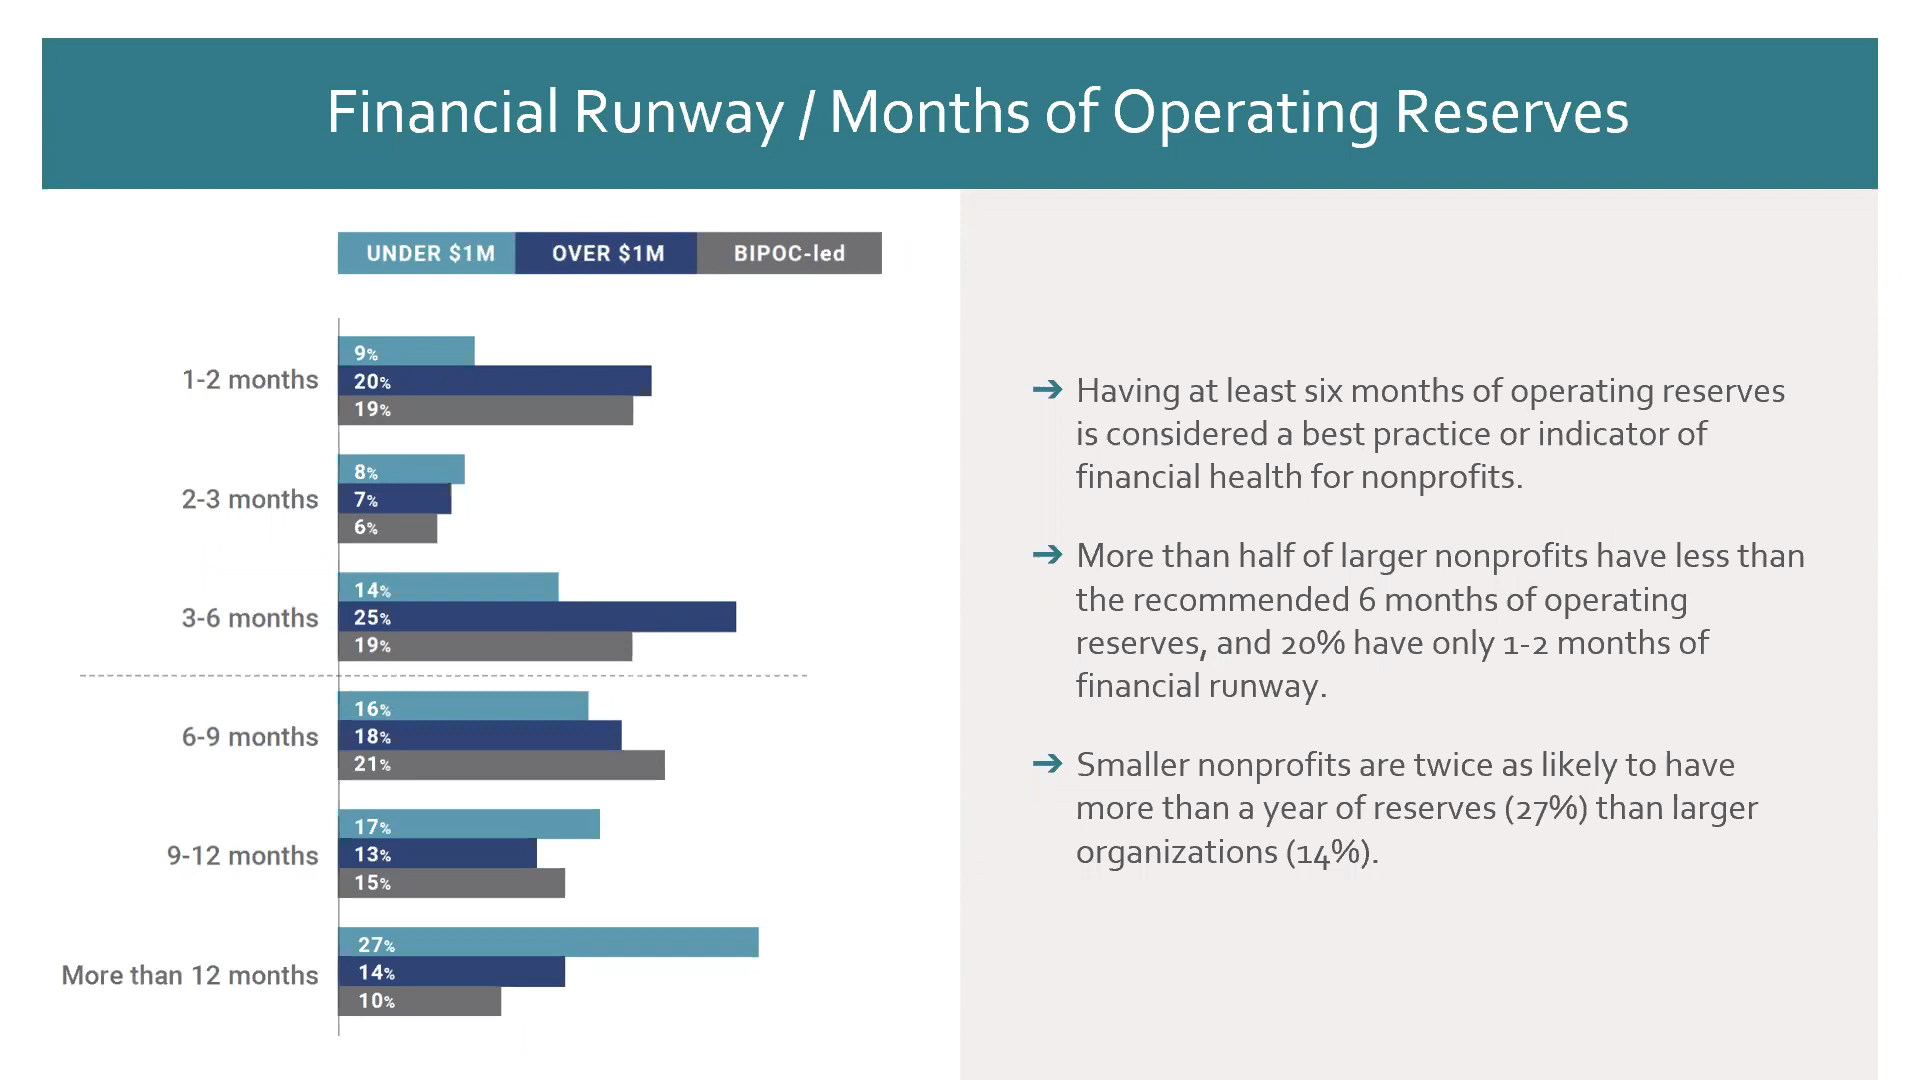 Financial Runway / Months of Operating Reserves
UNDER $1M OVER $1M BIPOC-led
1-2 months
9%
20%
19%
2-3 months
8%
7%
6%
3-6 months
14%
25%
19%
6-9 months
16%
18%
21%
9-12 months
17%
13%
15%
More than 12 months
27%
14%
10%
➔ Having at least six months of operating reserves
is considered a best practice or indicator of
financial health for nonprofits.
➔ More than half of larger nonprofits have less than
the recommended 6 months of operating
reserves, and 20% have only 1-2 months of
financial runway.
➔ Smaller nonprofits are twice as likely to have
more than a year of reserves (27%) than larger
organizations (14%).